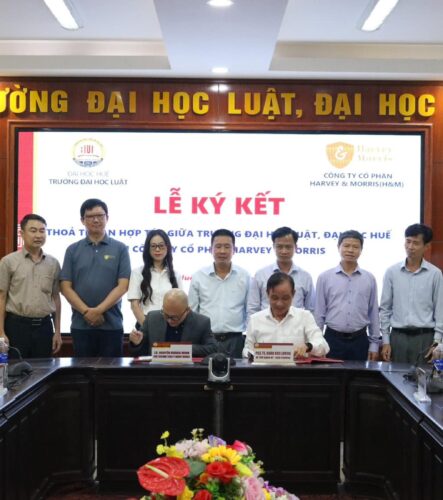 ƯỜNG ĐẠI HỌC LUẬT, ĐẠI HỌC
ĐẠI HỌC HUẾ
TRƯỜNG ĐẠI HỌC LUẬT
Harvey
Morris
CÔNG TY CỔ PHẦN
HARVEY & MORRIS(H&M)
LỄ KÝ KẾT
THOẢ THUẬN HỢP TÁC GIỮA TRƯỜNG ĐẠI HỌC LUẬT, ĐẠI HỌC HUẾ
CÔNG TY CỔ PHẦN HARVEY & MORRIS